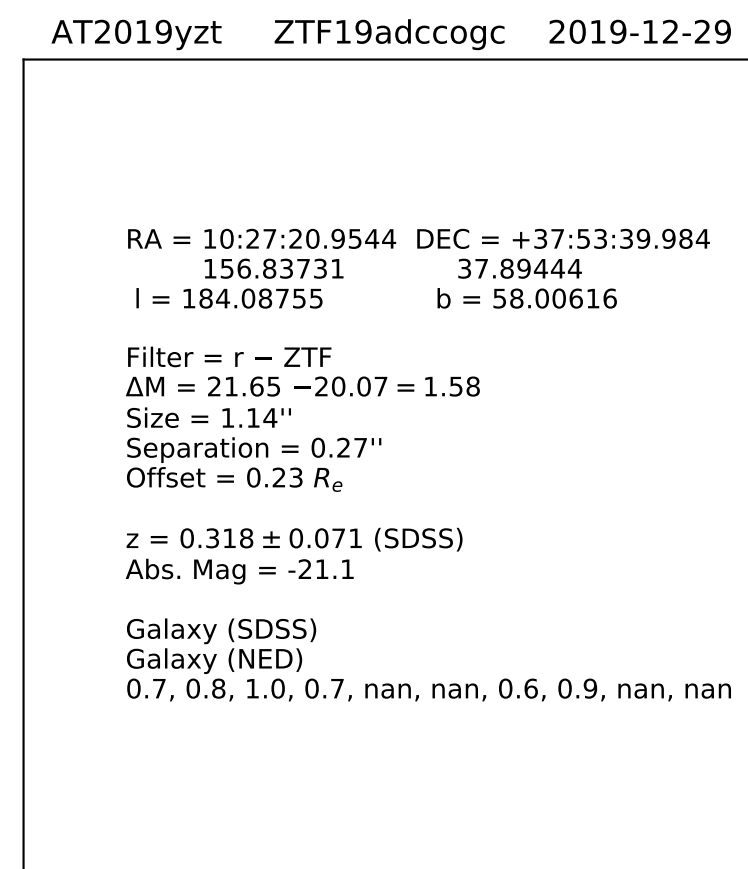 AT2019yzt ZTF19adccogc 2019-12-29
RA = 10:27:20.9544 DEC = +37:53:39.984
156.83731 37.89444
l = 184.08755 b = 58.00616
Filter = r − ZTF
ΔM = 21.65 −20.07 = 1.58
Size = 1.14''
Separation = 0.27''
Offset = 0.23 Rₑ
z = 0.318 ± 0.071 (SDSS)
Abs. Mag = -21.1
Galaxy (SDSS)
Galaxy (NED)
0.7, 0.8, 1.0, 0.7, nan, nan, 0.6, 0.9, nan, nan